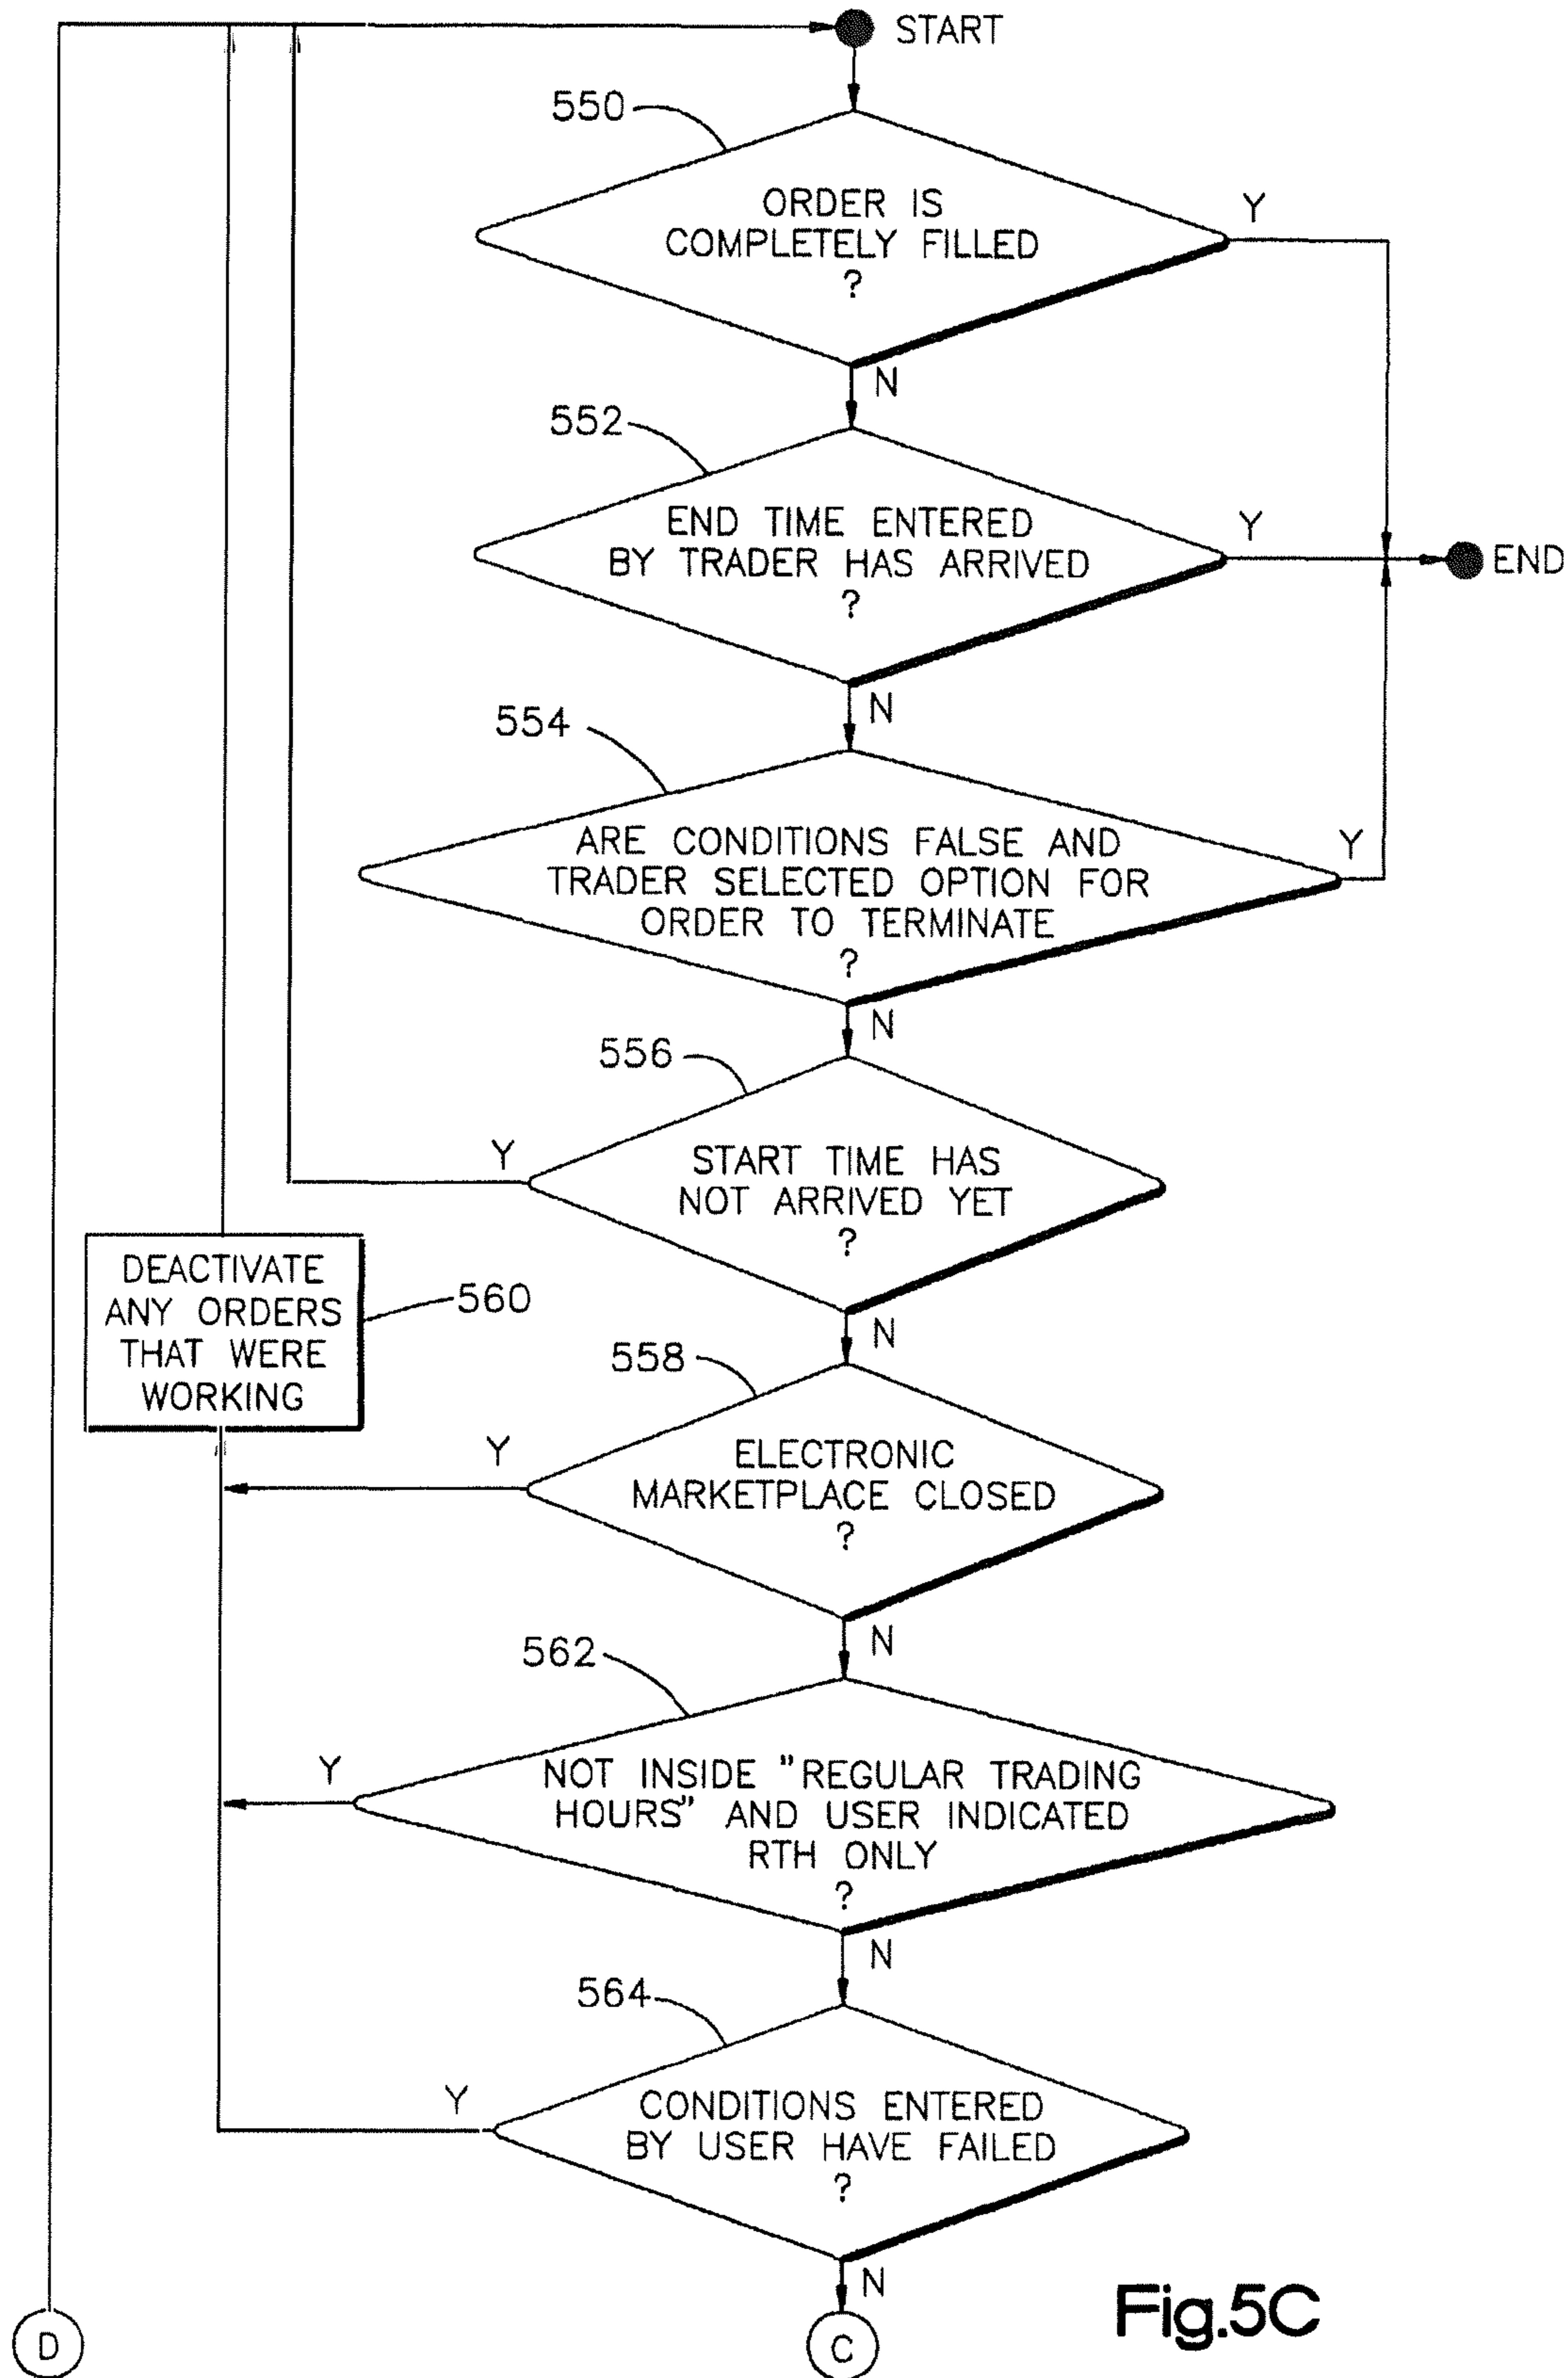 START
550
ORDER IS
COMPLETELY FILLED
?
Y
N
552
END TIME ENTERED
BY TRADER HAS ARRIVED
?
Y
END
N
554
ARE CONDITIONS FALSE AND
TRADER SELECTED OPTION FOR
ORDER TO TERMINATE
?
Y
N
556
START TIME HAS
NOT ARRIVED YET
?
Y
N
DEACTIVATE
ANY ORDERS
THAT WERE
WORKING
560
558
ELECTRONIC
MARKETPLACE CLOSED
?
Y
N
562
NOT INSIDE "REGULAR TRADING
HOURS" AND USER INDICATED
RTH ONLY
?
Y
N
564
CONDITIONS ENTERED
BY USER HAVE FAILED
?
Y
N
D
C
Fig.5C